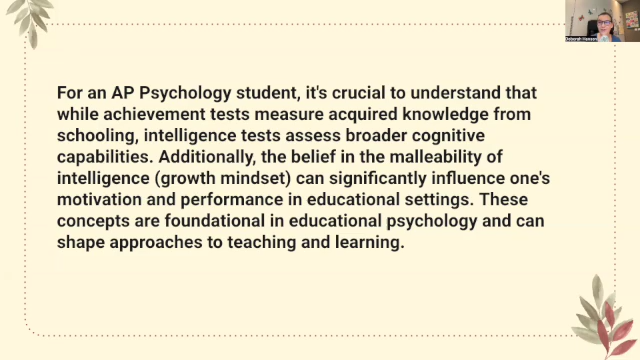 For an AP Psychology student, it's crucial to understand that
while achievement tests measure acquired knowledge from
schooling, intelligence tests assess broader cognitive
capabilities. Additionally, the belief in the malleability of
intelligence (growth mindset) can significantly influence one's
motivation and performance in educational settings. These
concepts are foundational in educational psychology and can
shape approaches to teaching and learning.